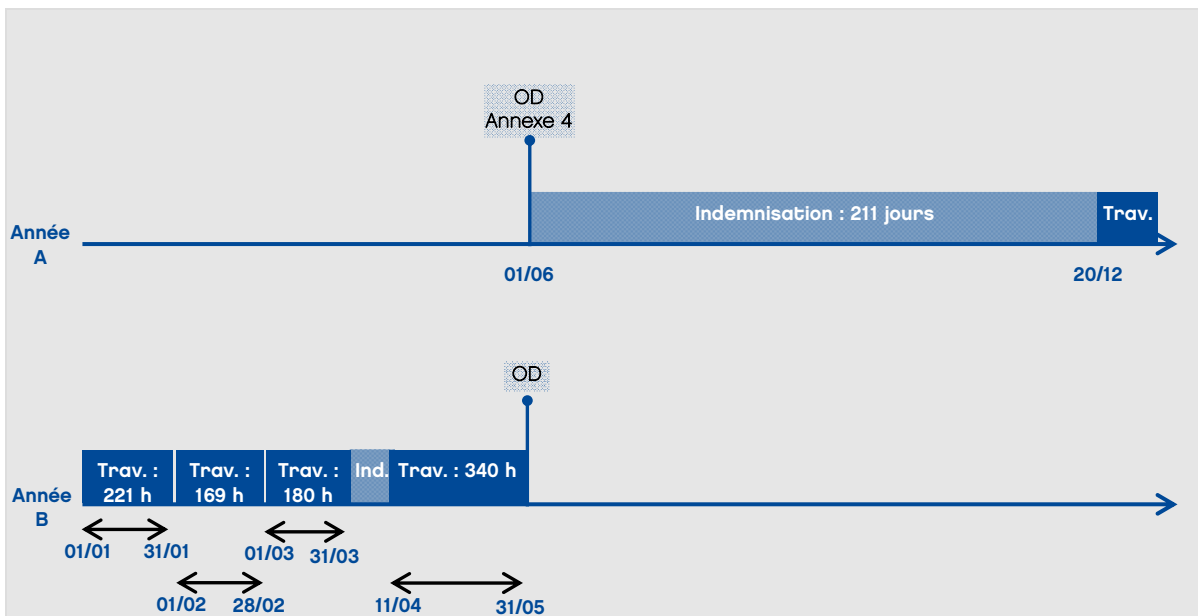 OD
Annexe 4
Indemnisation : 211 jours
Trav.
Année
A
01/06
20/12
OD
Trav. :
221 h
Trav. :
169 h
Trav. :
180 h
Ind.
Trav. : 340 h
Année
B
01/01
31/01
01/03
31/03
01/02
28/02
11/04
31/05